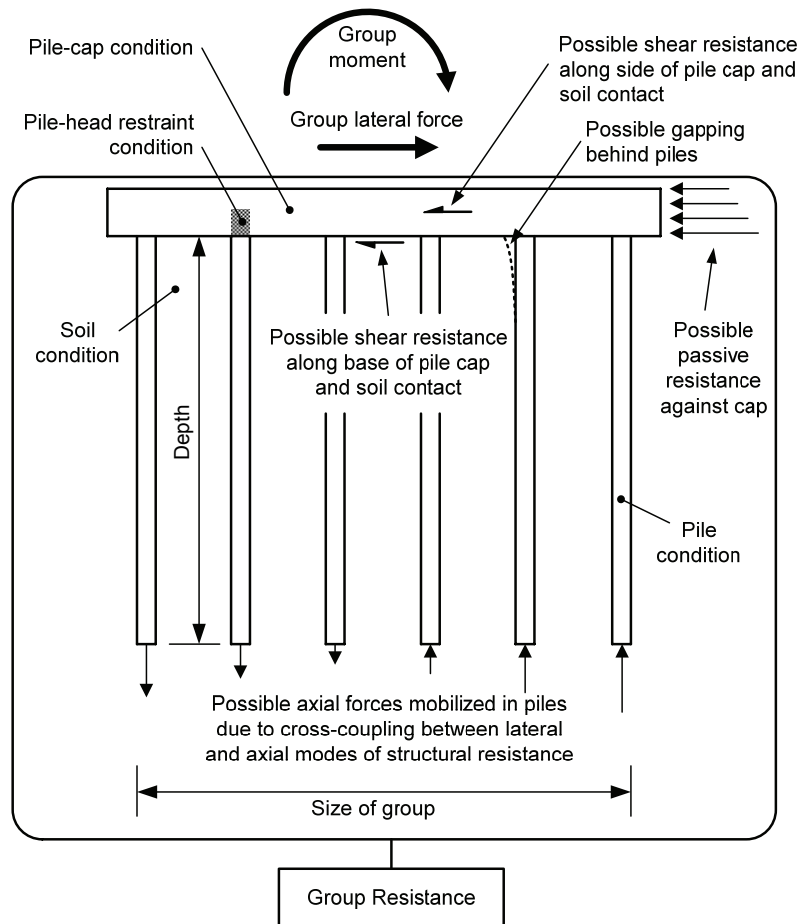 Pile-cap condition
Group
moment
Possible shear resistance
along side of pile cap and
soil contact
Pile-head restraint
condition
Group lateral force
Possible gapping
behind piles
Soil
condition
Depth
Possible shear resistance
along base of pile cap
and soil contact
Possible
passive
resistance
against cap
Pile
condition
Possible axial forces mobilized in piles
due to cross-coupling between lateral
and axial modes of structural resistance
Size of group
Group Resistance